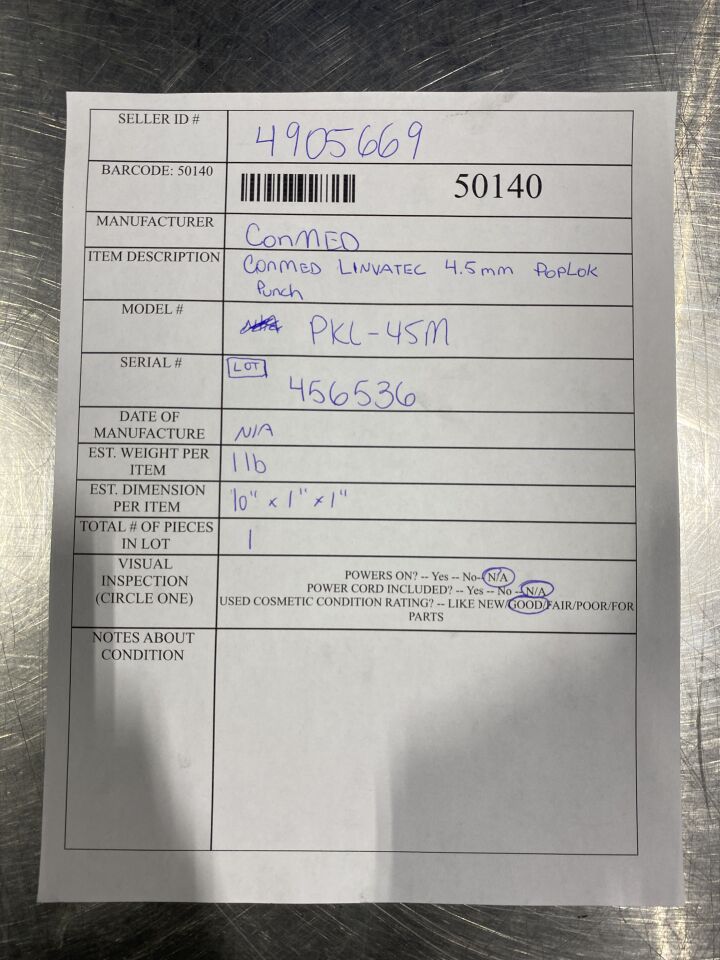 SELLER ID # 4905669
BARCODE: 50140 50140
MANUFACTURER ConMED
ITEM DESCRIPTION CONMED LINVATEC 4.5mm POPLOK
Punch
MODEL # PKL-45M
SERIAL # LOT
456536
DATE OF
MANUFACTURE N/A
EST. WEIGHT PER
ITEM 1 lb
EST. DIMENSION
PER ITEM 10" x 1" x 1"
TOTAL # OF PIECES
IN LOT 1
VISUAL
INSPECTION
(CIRCLE ONE)
POWERS ON? -- Yes -- No--N/A
POWER CORD INCLUDED? -- Yes -- No --N/A
USED COSMETIC CONDITION RATING? -- LIKE NEW/GOOD/FAIR/POOR/FOR
PARTS
NOTES ABOUT
CONDITION